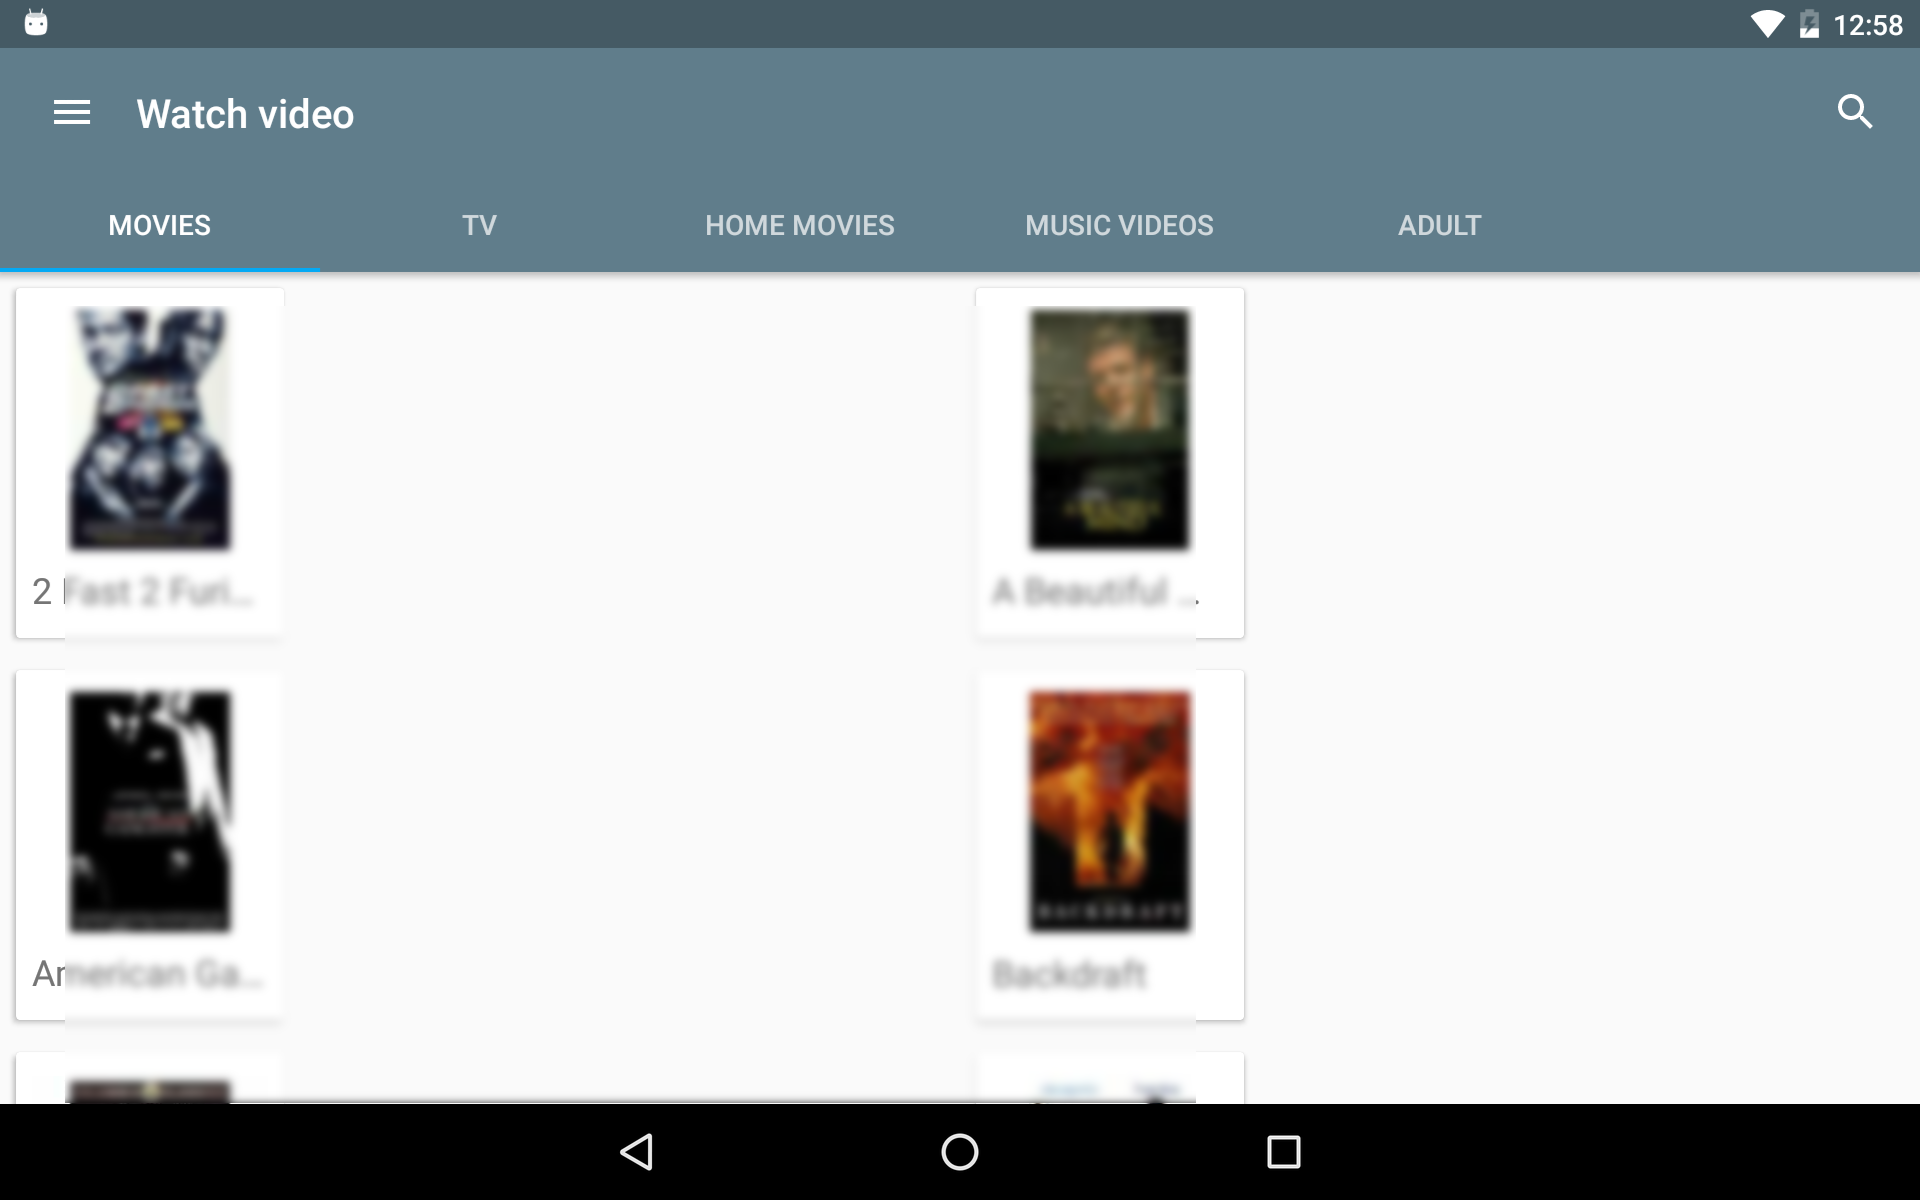 12:58
Watch video
MOVIES
TV
HOME MOVIES
MUSIC VIDEOS
ADULT
2 Fast 2 Furi...
A Beautiful ...
BACKDRAFT
American Ga...
Backdraft